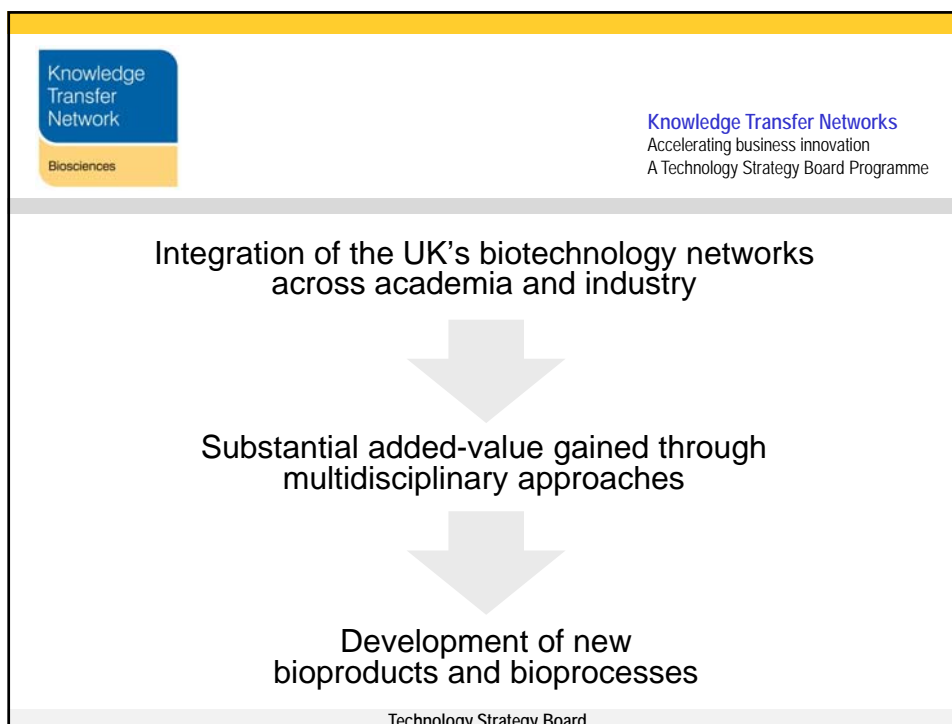 Knowledge
Transfer
Network
Biosciences
Knowledge Transfer Networks
Accelerating business innovation
A Technology Strategy Board Programme
Integration of the UK's biotechnology networks
across academia and industry
Substantial added-value gained through
multidisciplinary approaches
Development of new
bioproducts and bioprocesses
Technology Strategy Board